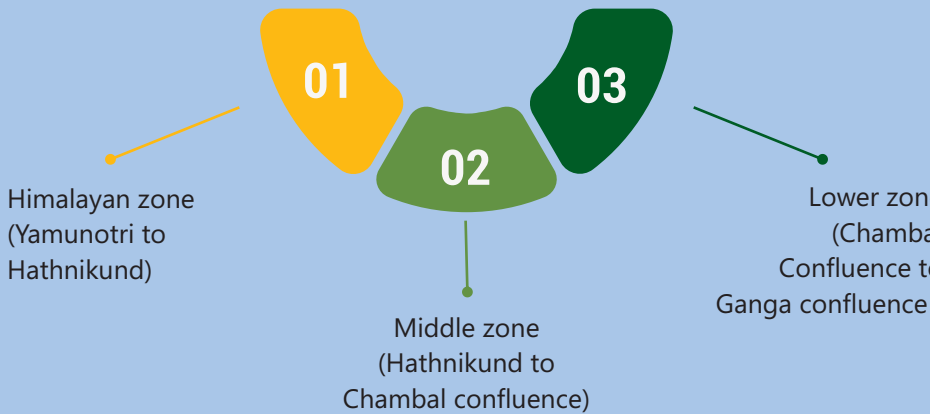 01
02
03
Himalayan zone
(Yamunotri to
Hathnikund)
Middle zone
(Hathnikund to
Chambal confluence)
Lower
Confluence
Ganga confluence